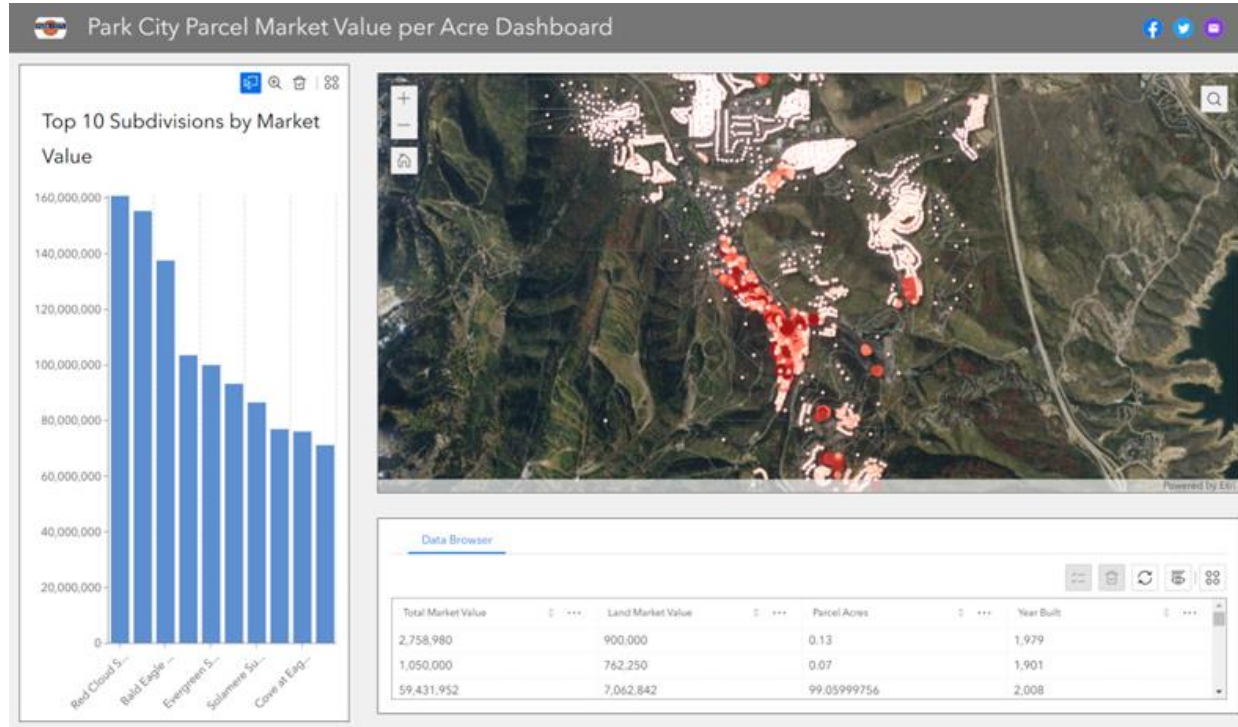 Park City Parcel Market Value per Acre Dashboard
Top 10 Subdivisions by Market
Value
160,000,000
140,000,000
120,000,000
100,000,000
80,000,000
60,000,000
40,000,000
20,000,000
0
Red Cloud S...
Bald Eagle ...
Evergreen S...
Solamere Su...
Cove at Eag...
Powered by Esri
Data Browser
Total Market Value Land Market Value Parcel Acres Year Built
2,758,980 900,000 0.13 1,979
1,050,000 762,250 0.07 1,901
59,431,952 7,062,842 99.05999756 2,008